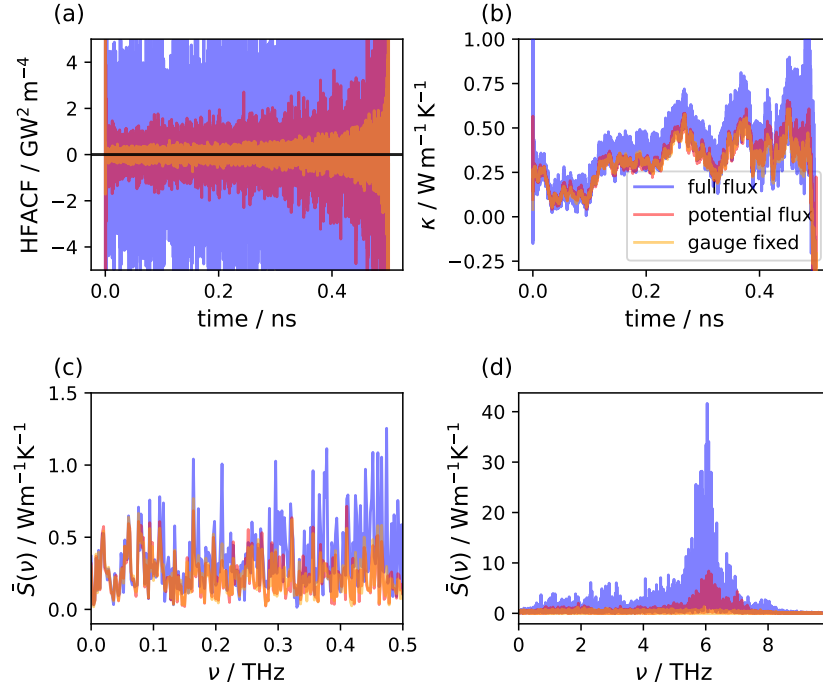 (a)
HFACF / GW² m⁻⁴
4
2
0
−2
−4
0.0 0.2 0.4
time / ns
(b)
κ / Wm⁻¹K⁻¹
1.00
0.75
0.50
0.25
0.00
−0.25
0.0 0.2 0.4
time / ns
full flux
potential flux
gauge fixed
(c)
S̄(ν) / Wm⁻¹K⁻¹
1.5
1.0
0.5
0.0
0.0 0.1 0.2 0.3 0.4 0.5
ν / THz
(d)
S̄(ν) / Wm⁻¹K⁻¹
40
30
20
10
0
0 2 4 6 8
ν / THz